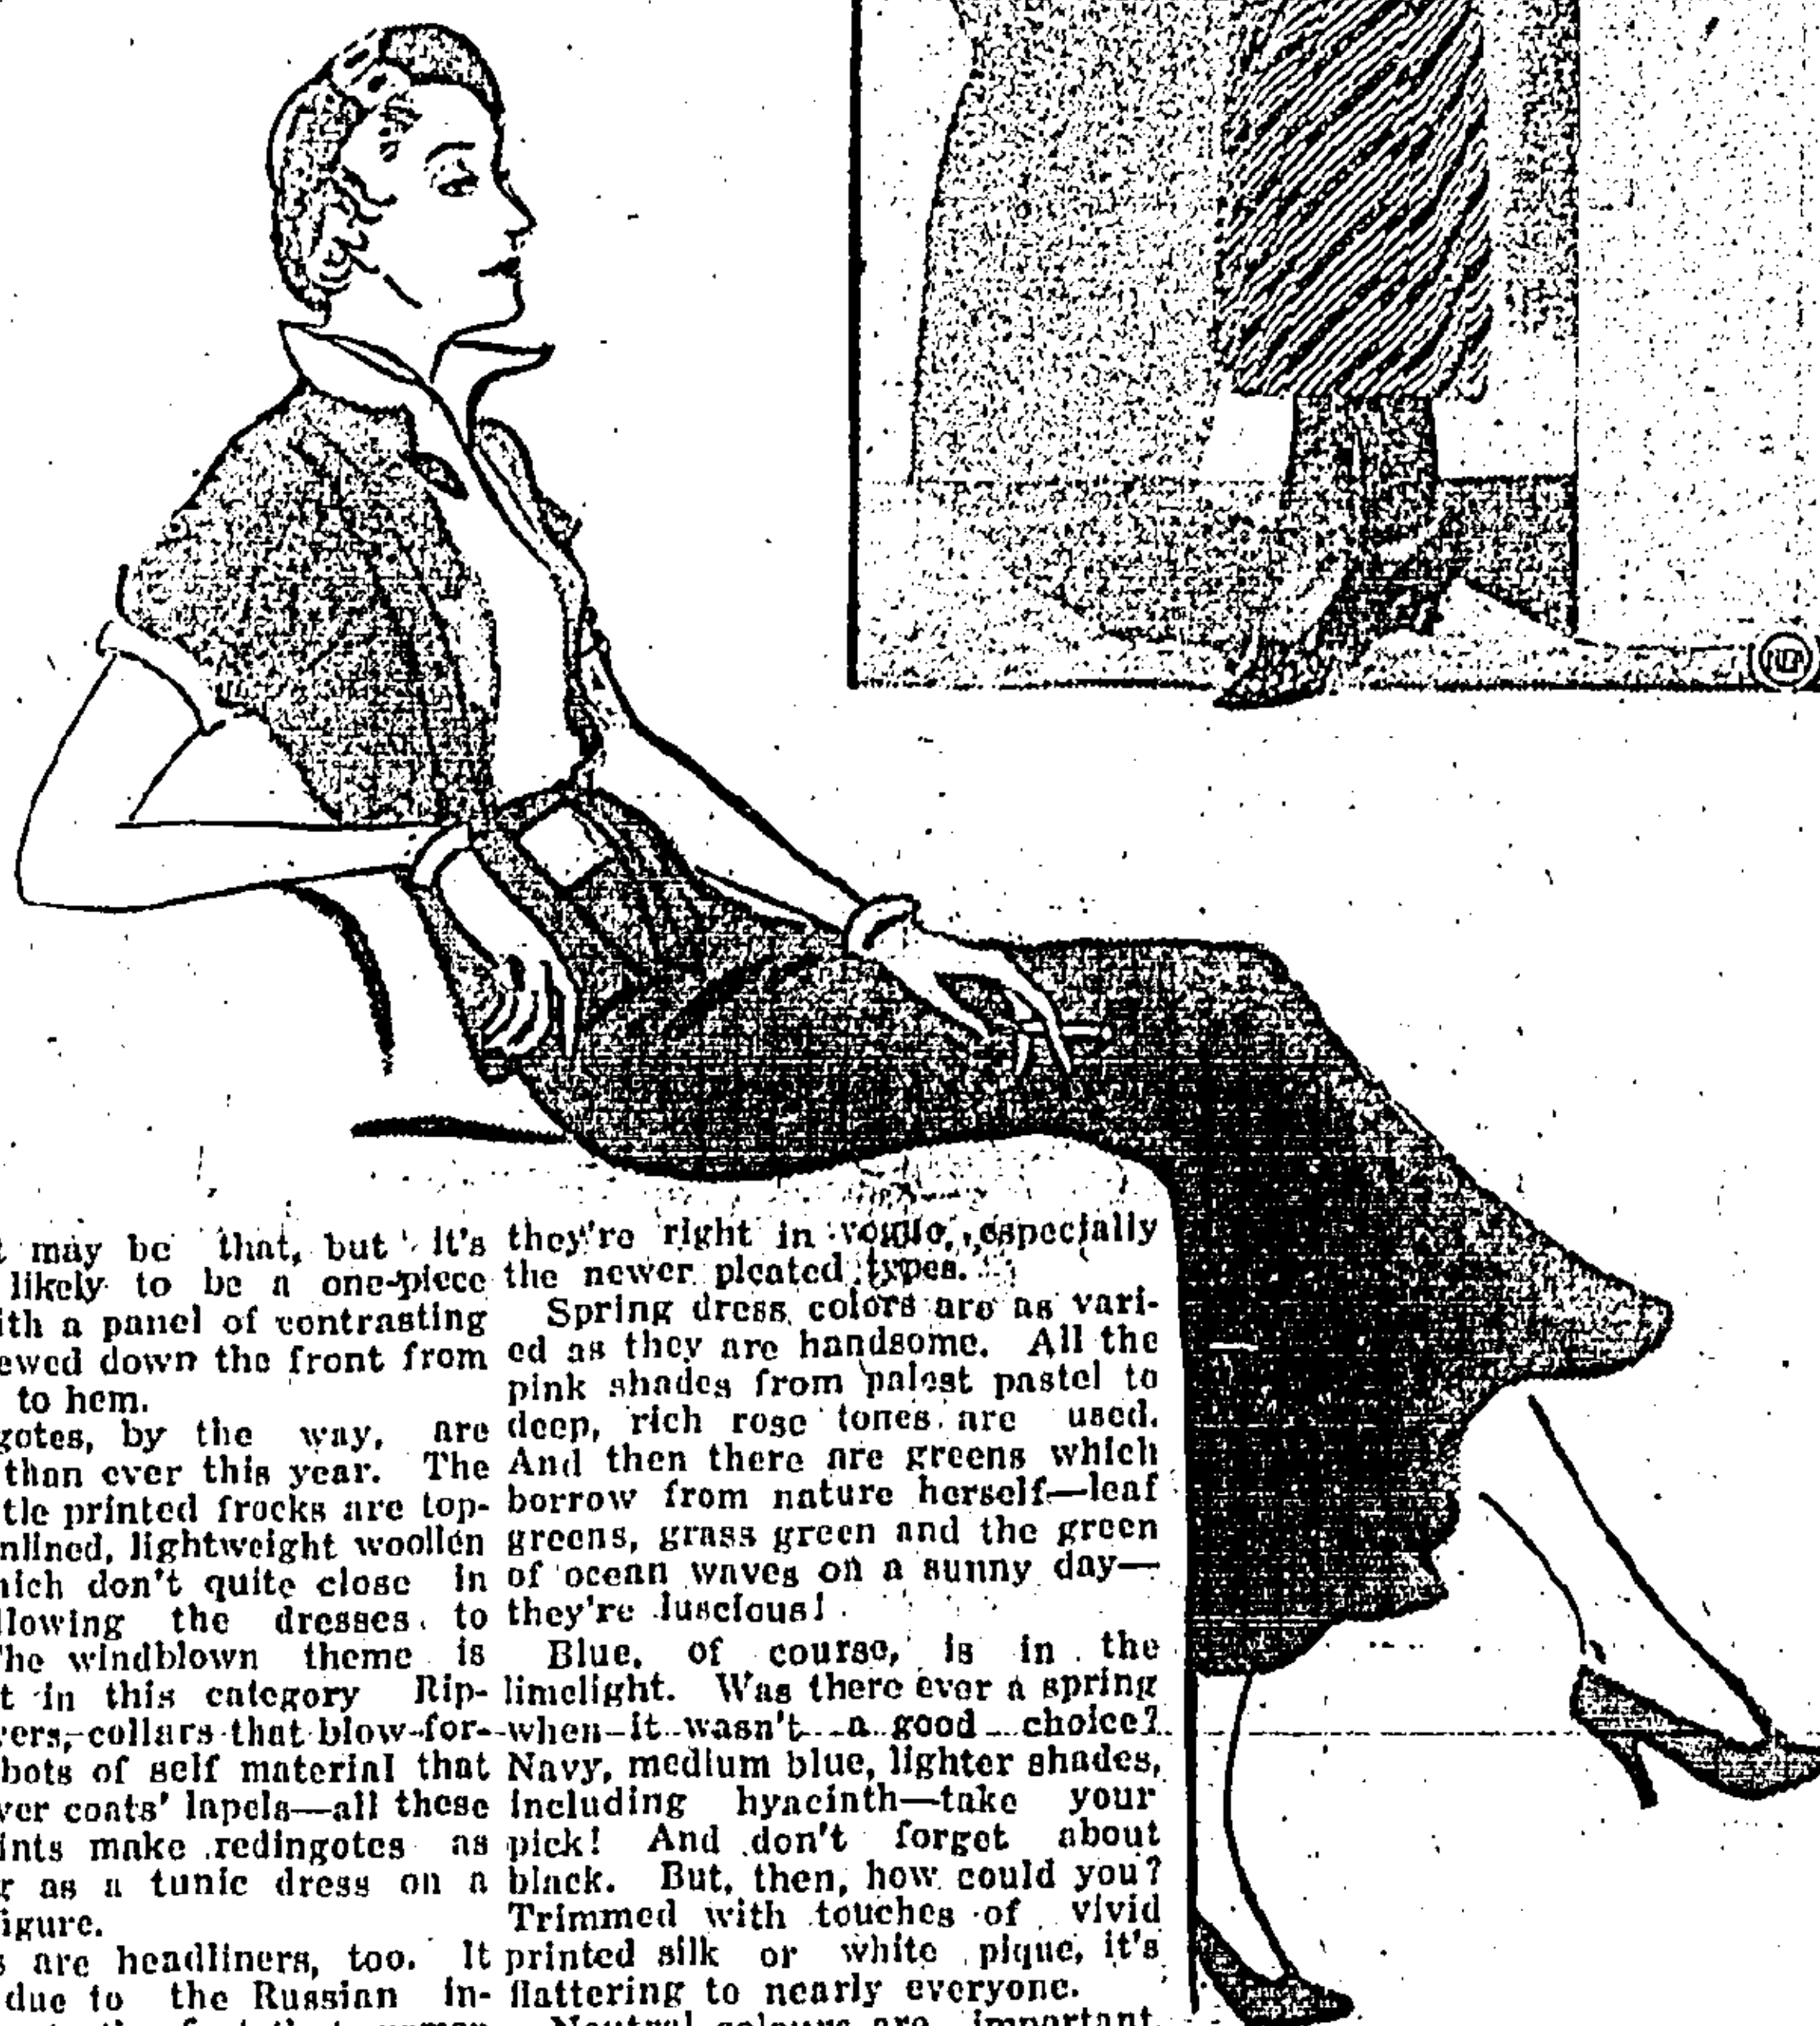 may be that, but it's
likely to be a one-piece
ith a panel of contrasting
ewed down the front from
to hem.
gotes, by the way, are
than ever this year. The
tle printed frocks are top-
nlined, lightweight woollen
hich don't quite close in
llowing the dresses to
he windblown theme is
t in this category Rip-
ers, collars that blow for-
bots of self material that
ver coats' lapels—all these
ints make redingotes as
r as a tunic dress on a
igure.
s are headliners, too. It
due to the Russian in-
they're right in vogue, especially
the newer pleated types.
Spring dress colors are as vari-
ed as they are handsome. All the
pink shades from palest pastel to
deep, rich rose tones are used.
And then there are greens which
borrow from nature herself—leaf
greens, grass green and the green
of ocean waves on a sunny day—
they're luscious!
Blue, of course, is in the
limelight. Was there ever a spring
when it wasn't a good choice?
Navy, medium blue, lighter shades,
including hyacinth—take your
pick! And don't forget about
black. But, then, how could you?
Trimmed with touches of vivid
printed silk or white pique, it's
flattering to nearly everyone.
Neutral colours are important